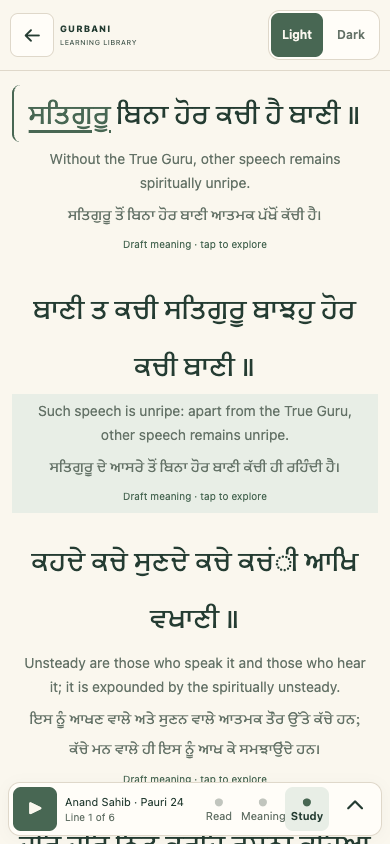 GURBANI
LEARNING LIBRARY
Light
Dark
ਸਤਿਗੁਰੂ ਬਿਨਾ ਹੋਰ ਕਚੀ ਹੈ ਬਾਣੀ ॥
Without the True Guru, other speech remains
spiritually unripe.
ਸਤਿਗੁਰੂ ਤੋਂ ਬਿਨਾ ਹੋਰ ਬਾਣੀ ਆਤਮਕ ਪੱਖੋਂ ਕੱਚੀ ਹੈ।
Draft meaning · tap to explore
ਬਾਣੀ ਤ ਕਚੀ ਸਤਿਗੁਰੂ ਬਾਝਹੁ ਹੋਰ
ਕਚੀ ਬਾਣੀ ॥
Such speech is unripe: apart from the True Guru,
other speech remains unripe.
ਸਤਿਗੁਰੂ ਦੇ ਆਸਰੇ ਤੋਂ ਬਿਨਾ ਹੋਰ ਬਾਣੀ ਕੱਚੀ ਹੀ ਰਹਿੰਦੀ ਹੈ।
Draft meaning · tap to explore
ਕਹਦੇ ਕਚੇ ਸੁਣਦੇ ਕਚੇ ਕਚਂੀ ਆਖਿ
ਵਖਾਣੀ ॥
Unsteady are those who speak it and those who hear
it; it is expounded by the spiritually unsteady.
ਇਸ ਨੂੰ ਆਖਣ ਵਾਲੇ ਅਤੇ ਸੁਣਨ ਵਾਲੇ ਆਤਮਕ ਤੌਰ ਉੱਤੇ ਕੱਚੇ ਹਨ;
ਕੱਚੇ ਮਨ ਵਾਲੇ ਹੀ ਇਸ ਨੂੰ ਆਖ ਕੇ ਸਮਝਾਉਂਦੇ ਹਨ।
Draft meaning · tap to explore
Anand Sahib · Pauri 24
Line 1 of 6
Read
Meaning
Study